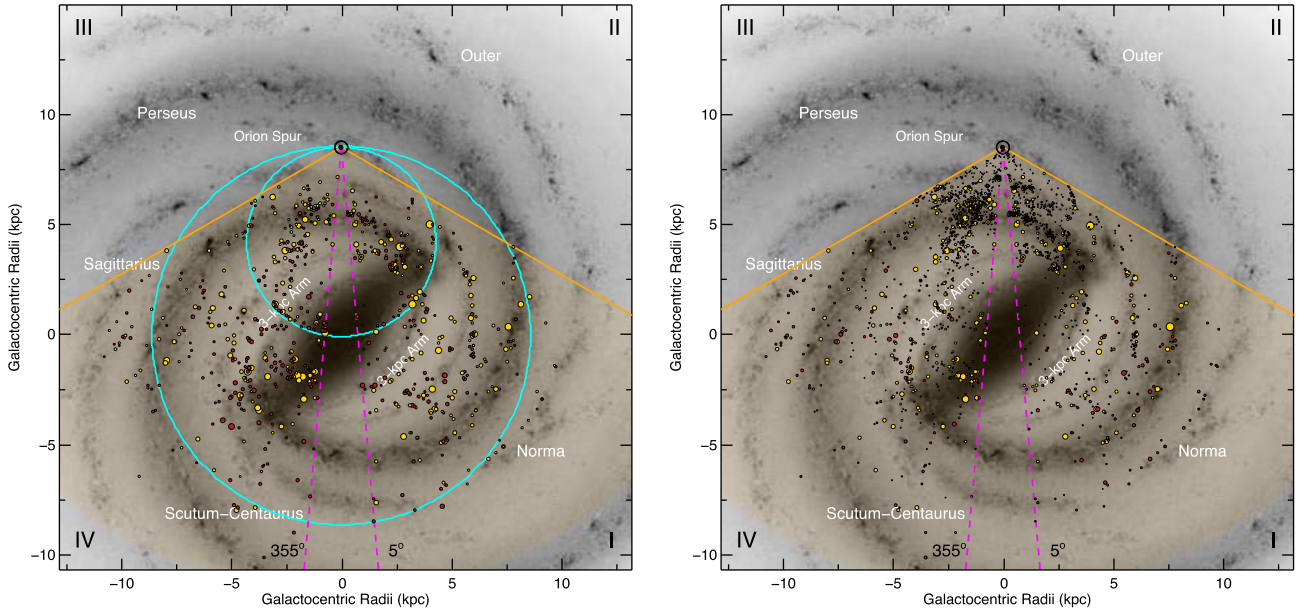 III
II
Outer
Perseus
Orion Spur
Sagittarius
3-kpc Arm
3-kpc Arm
Norma
Scutum-Centaurus
IV
355°
5°
I
10
5
0
−5
−10
Galactocentric Radii (kpc)
−10
−5
0
5
10
Galactocentric Radii (kpc)
III
II
Outer
Perseus
Orion Spur
Sagittarius
3-kpc Arm
3-kpc Arm
Norma
Scutum-Centaurus
IV
355°
5°
I
10
5
0
−5
−10
Galactocentric Radii (kpc)
−10
−5
0
5
10
Galactocentric Radii (kpc)